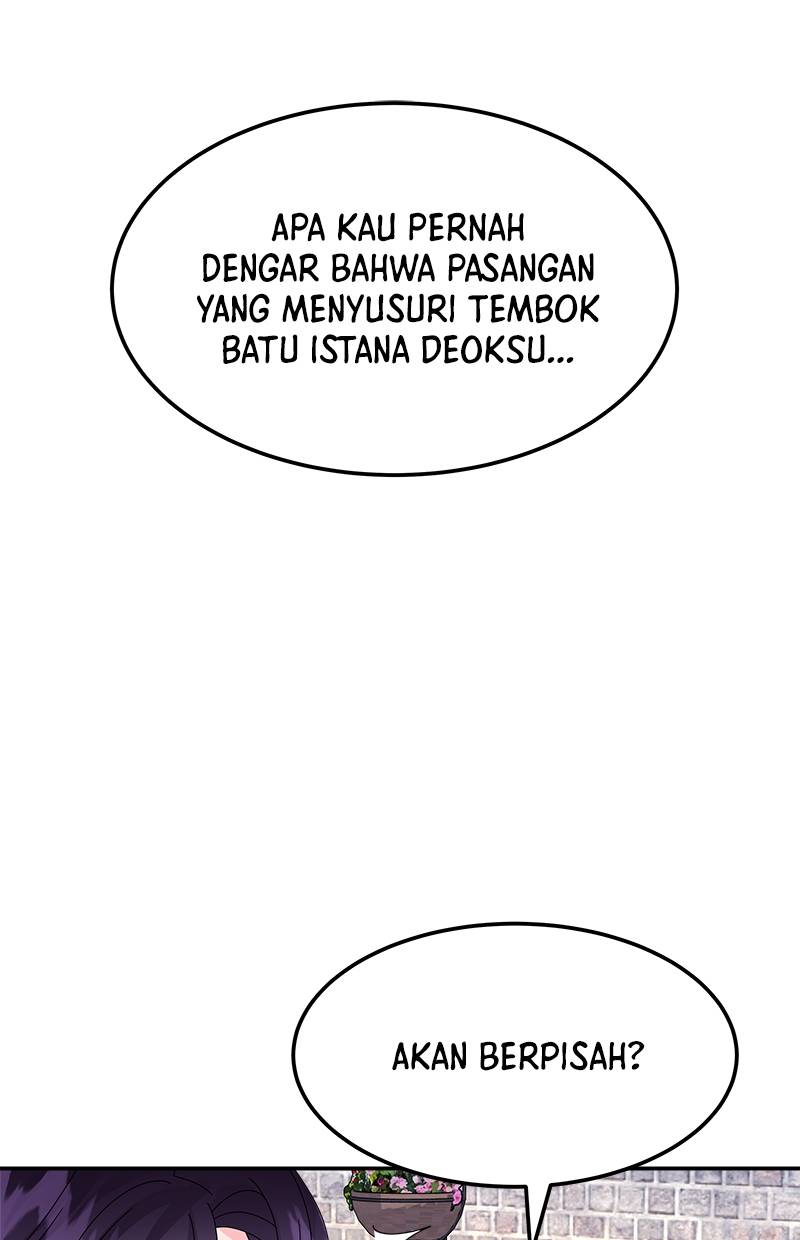 APA KAU PERNAH
DENGAR BAHWA PASANGAN
YANG MENYUSURI TEMBOK
BATU ISTANA DEOKSU...
AKAN BERPISAH?